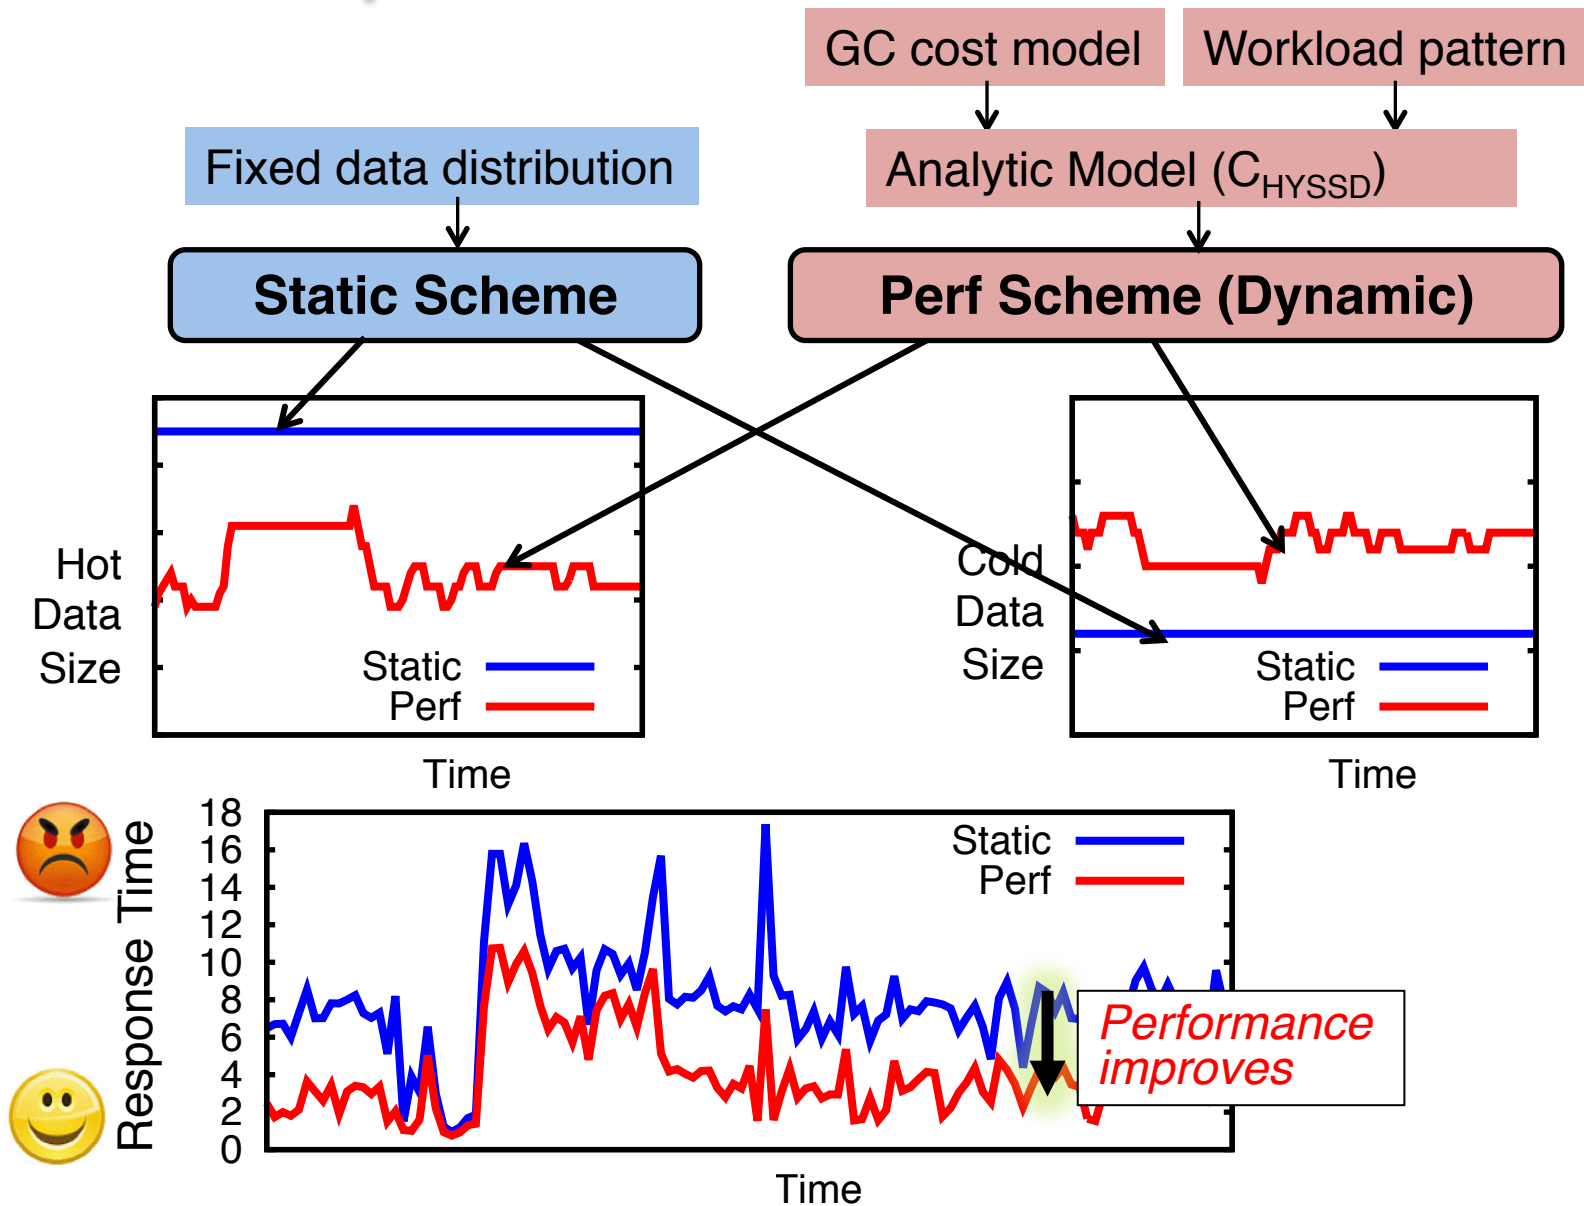 GC cost model
Workload pattern
Fixed data distribution
Analytic Model (C_HYSSD)
Static Scheme
Perf Scheme (Dynamic)
Hot
Data
Size
Static
Perf
Time
Cold
Data
Size
Static
Perf
Time
Response Time
18
16
14
12
10
8
6
4
2
0
Static
Perf
Performance
improves
Time